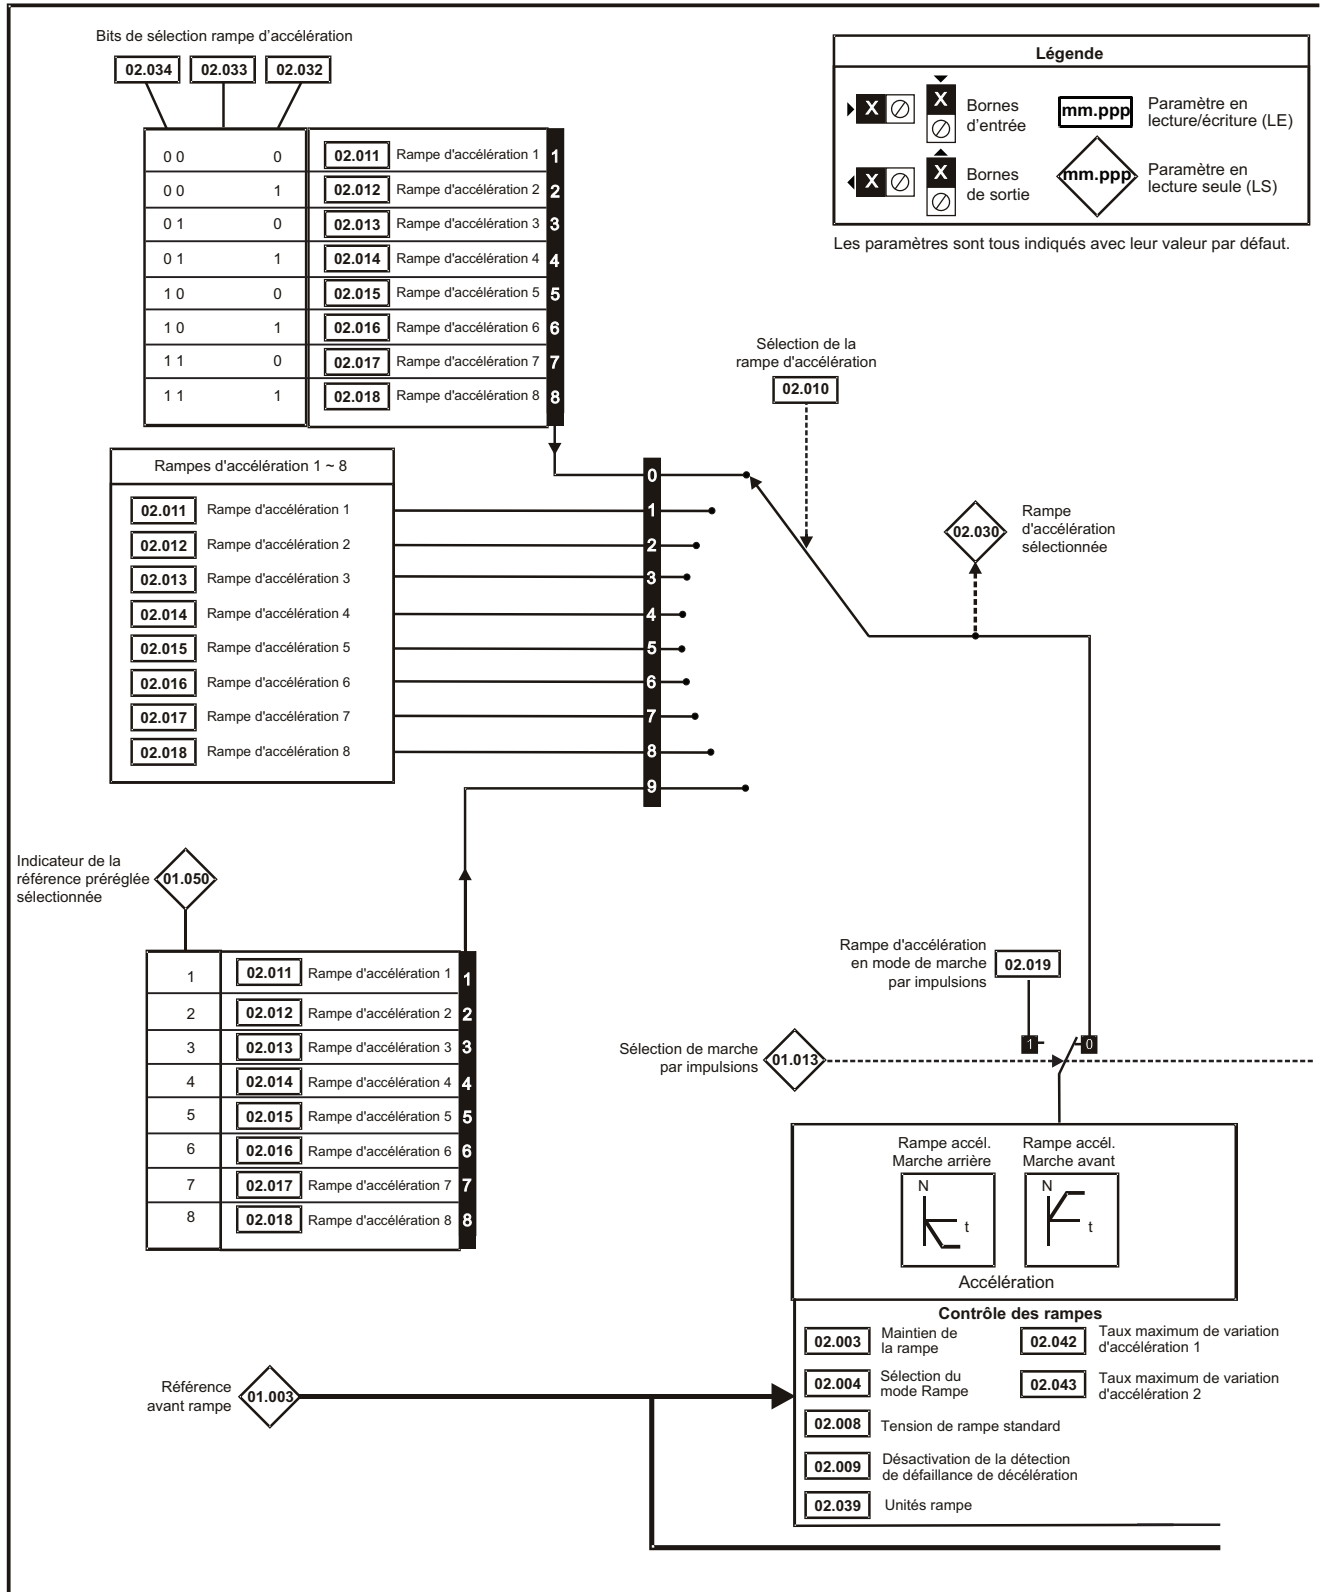 Bits de sélection rampe d'accélération
02.034 02.033 02.032
0 0 0 02.011 Rampe d'accélération 1 1
0 0 1 02.012 Rampe d'accélération 2 2
0 1 0 02.013 Rampe d'accélération 3 3
0 1 1 02.014 Rampe d'accélération 4 4
1 0 0 02.015 Rampe d'accélération 5 5
1 0 1 02.016 Rampe d'accélération 6 6
1 1 0 02.017 Rampe d'accélération 7 7
1 1 1 02.018 Rampe d'accélération 8 8
Légende
X X
Bornes
d'entrée
mm.ppp
Paramètre en
lecture/écriture (LE)
X X
Bornes
de sortie
mm.ppp
Paramètre en
lecture seule (LS)
Les paramètres sont tous indiqués avec leur valeur par défaut.
Sélection de la
rampe d'accélération
02.010
Rampes d'accélération 1 ~ 8
0
02.011 Rampe d'accélération 1 1
02.012 Rampe d'accélération 2 2
02.013 Rampe d'accélération 3 3
02.014 Rampe d'accélération 4 4
02.015 Rampe d'accélération 5 5
02.016 Rampe d'accélération 6 6
02.017 Rampe d'accélération 7 7
02.018 Rampe d'accélération 8 8
9
02.030
Rampe
d'accélération
sélectionnée
Indicateur de la
référence préréglée
sélectionnée
01.050
1 02.011 Rampe d'accélération 1 1
2 02.012 Rampe d'accélération 2 2
3 02.013 Rampe d'accélération 3 3
4 02.014 Rampe d'accélération 4 4
5 02.015 Rampe d'accélération 5 5
6 02.016 Rampe d'accélération 6 6
7 02.017 Rampe d'accélération 7 7
8 02.018 Rampe d'accélération 8 8
Rampe d'accélération
en mode de marche
par impulsions
02.019
1 0
Sélection de marche
par impulsions
01.013
Rampe accél.
Marche arrière
N
t
Rampe accél.
Marche avant
N
t
Accélération
Contrôle des rampes
02.003 Maintien de
la rampe
02.042 Taux maximum de variation
d'accélération 1
02.004 Sélection du
mode Rampe
02.043 Taux maximum de variation
d'accélération 2
02.008 Tension de rampe standard
02.009 Désactivation de la détection
de défaillance de décélération
02.039 Unités rampe
Référence
avant rampe
01.003